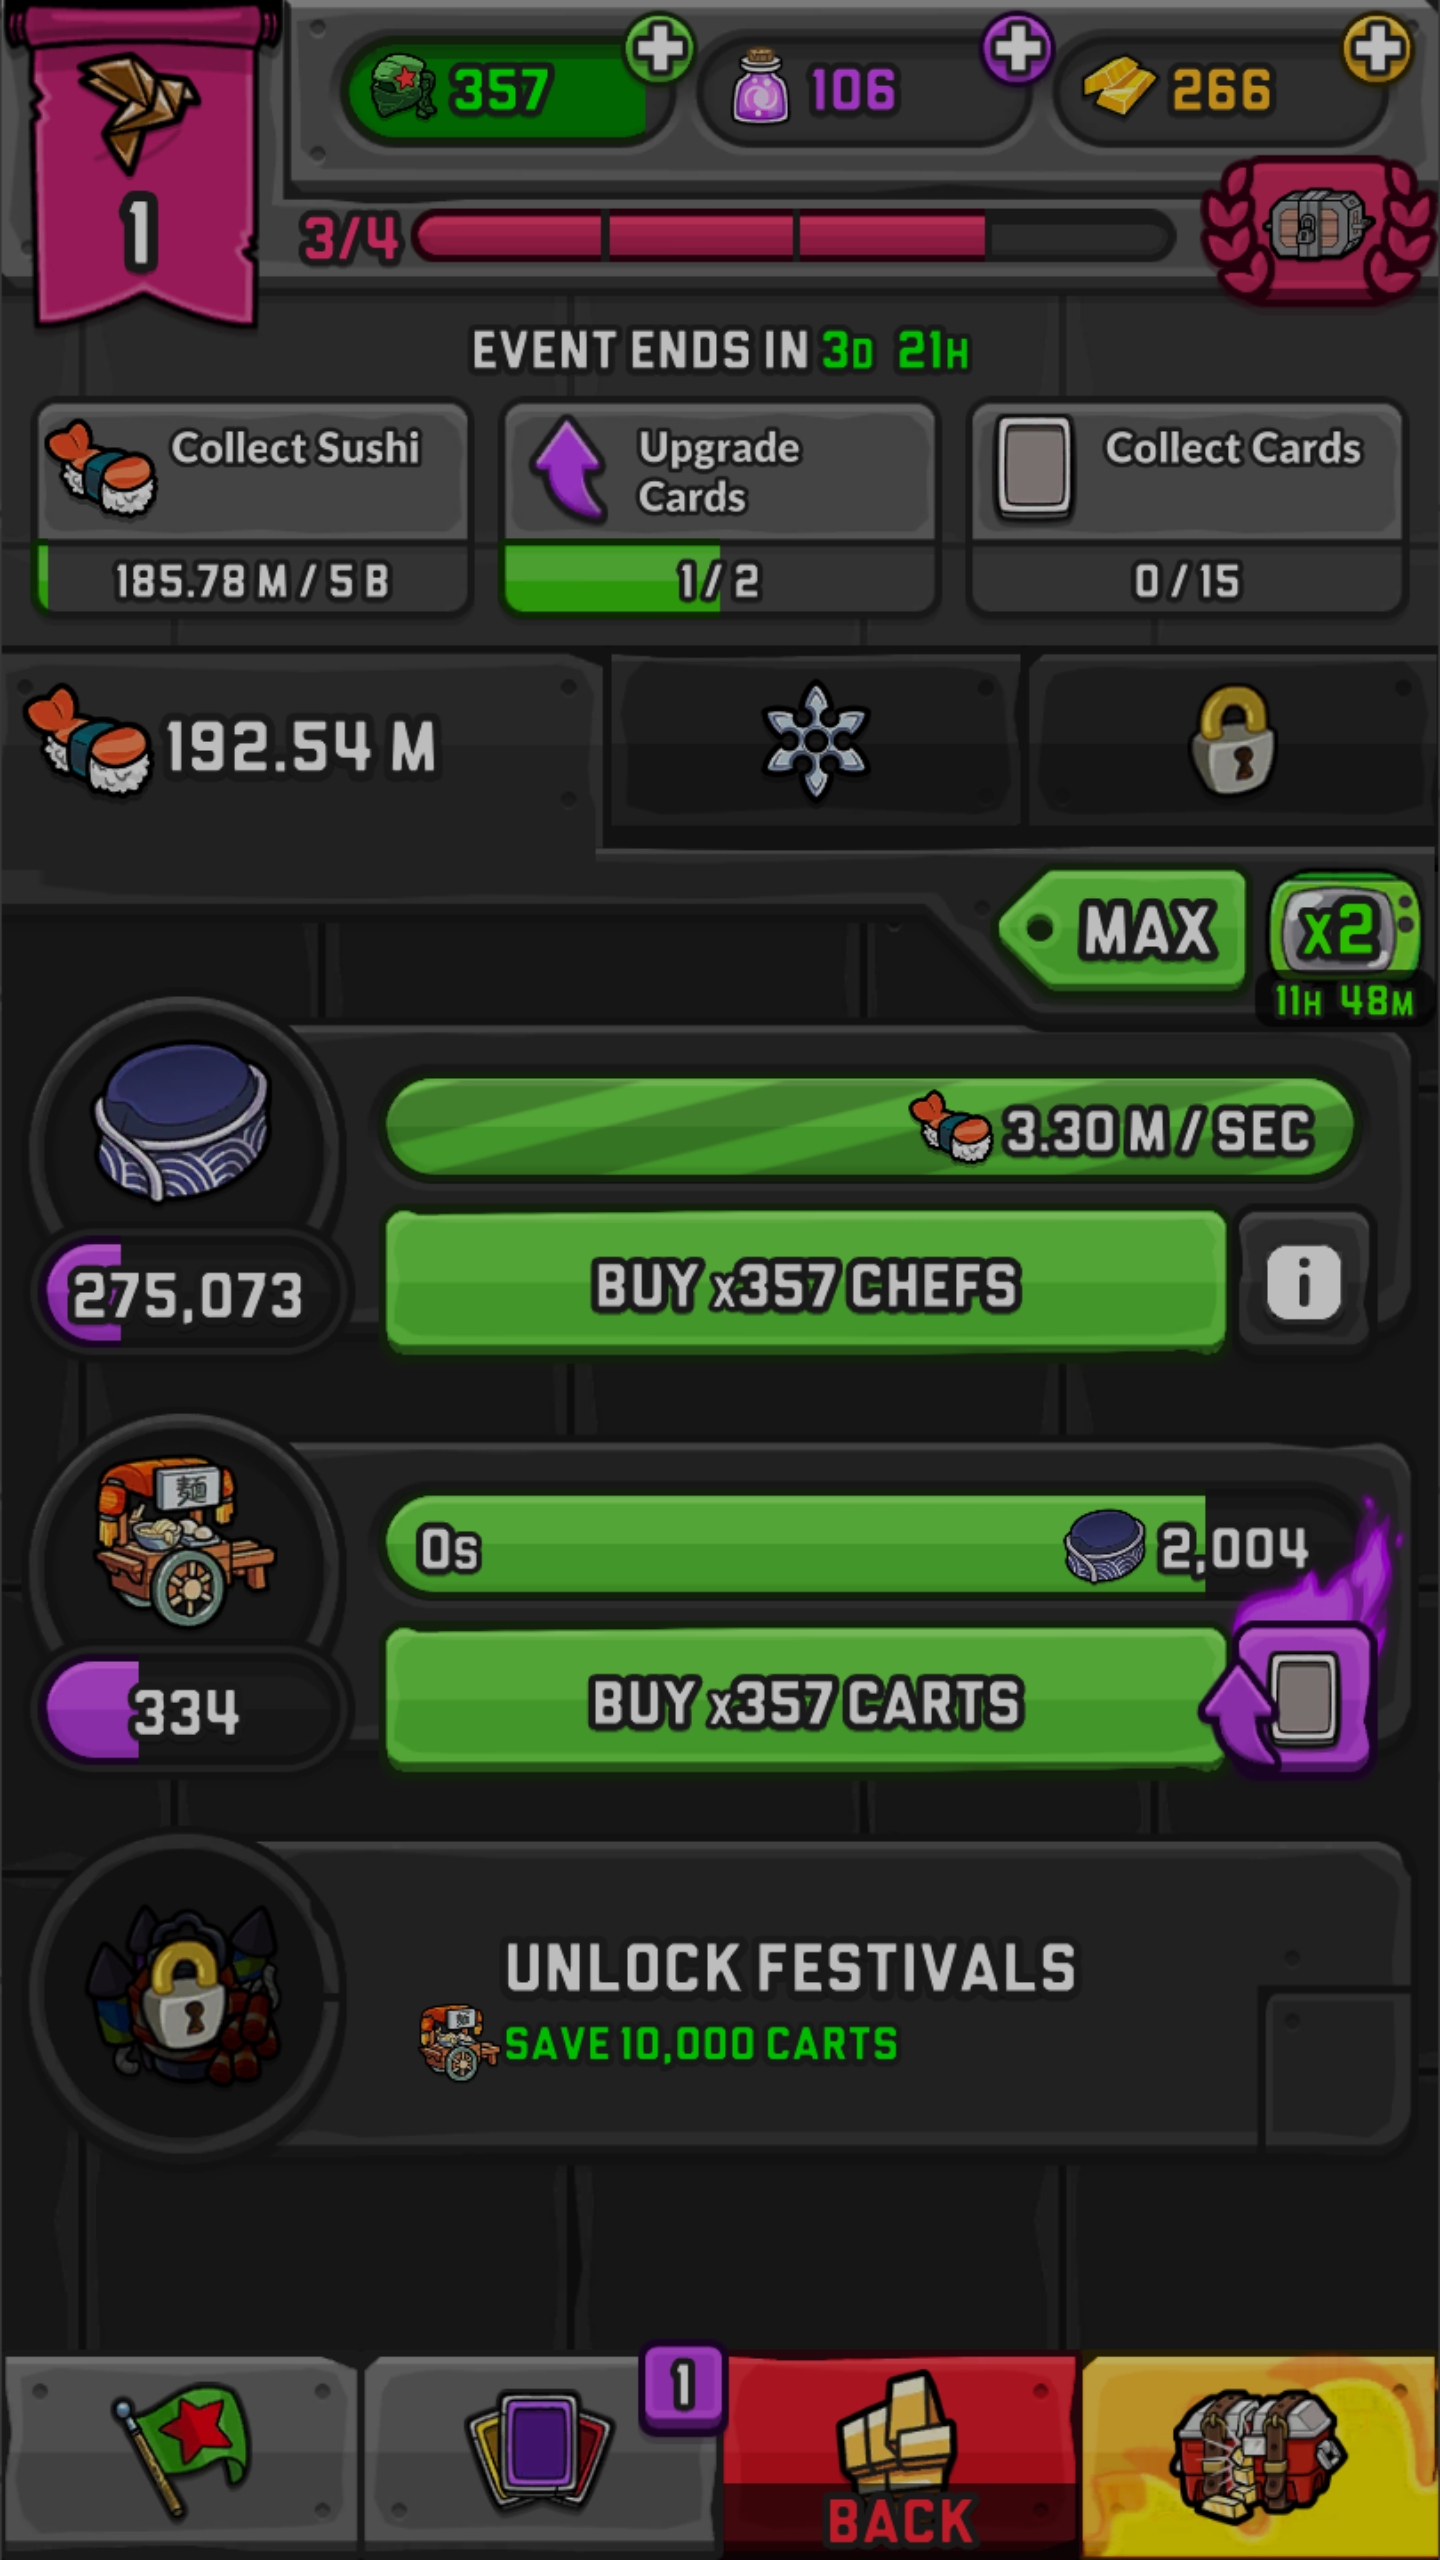 357
106
266
1
3/4
EVENT ENDS IN 3D 21H
Collect Sushi
185.78 M / 5 B
Upgrade
Cards
1 / 2
Collect Cards
0 / 15
192.54 M
MAX
x2
11H 48M
3.30 M / SEC
275,073
BUY x357 CHEFS
i
麺
0s
2,004
334
BUY x357 CARTS
UNLOCK FESTIVALS
SAVE 10,000 CARTS
1
BACK